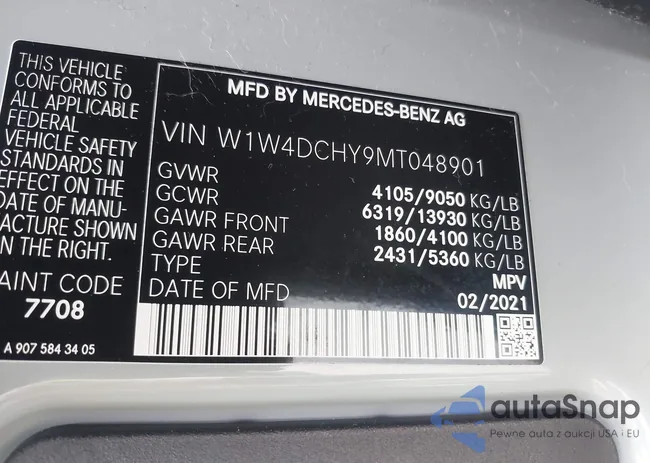 THIS VEHICLE
CONFORMS TO
ALL APPLICABLE
FEDERAL
VEHICLE SAFETY
IN EFFECT
DATE OF MANU-
FACTURE SHOWN
ON THE RIGHT.
PAINT CODE
7708
A 907 584 34 05
MFD BY MERCEDES-BENZ AG
VIN W1W4DCHY9MT048901
GVWR 4105/9050 KG/LB
GCWR 6319/13930 KG/LB
GAWR FRONT 1860/4100 KG/LB
GAWR REAR 2431/5360 KG/LB
TYPE MPV
DATE OF MFD 02/2021
autaSnap
Pewne auta z aukcji USA i EU